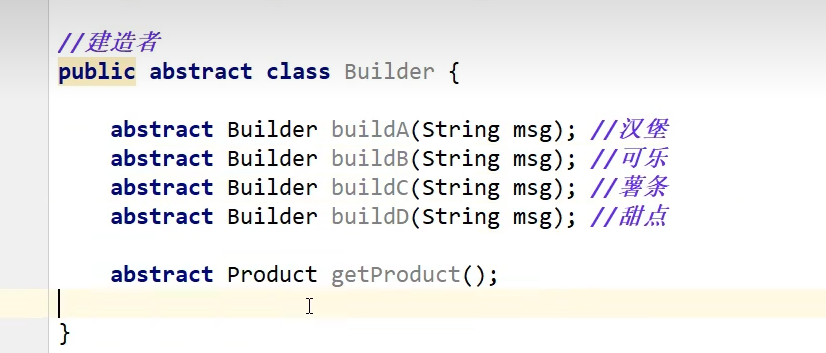 //建造者
public abstract class Builder {
abstract Builder buildA(String msg); //汉堡
abstract Builder buildB(String msg); //可乐
abstract Builder buildC(String msg); //薯条
abstract Builder buildD(String msg); //甜点
abstract Product getProduct();
}